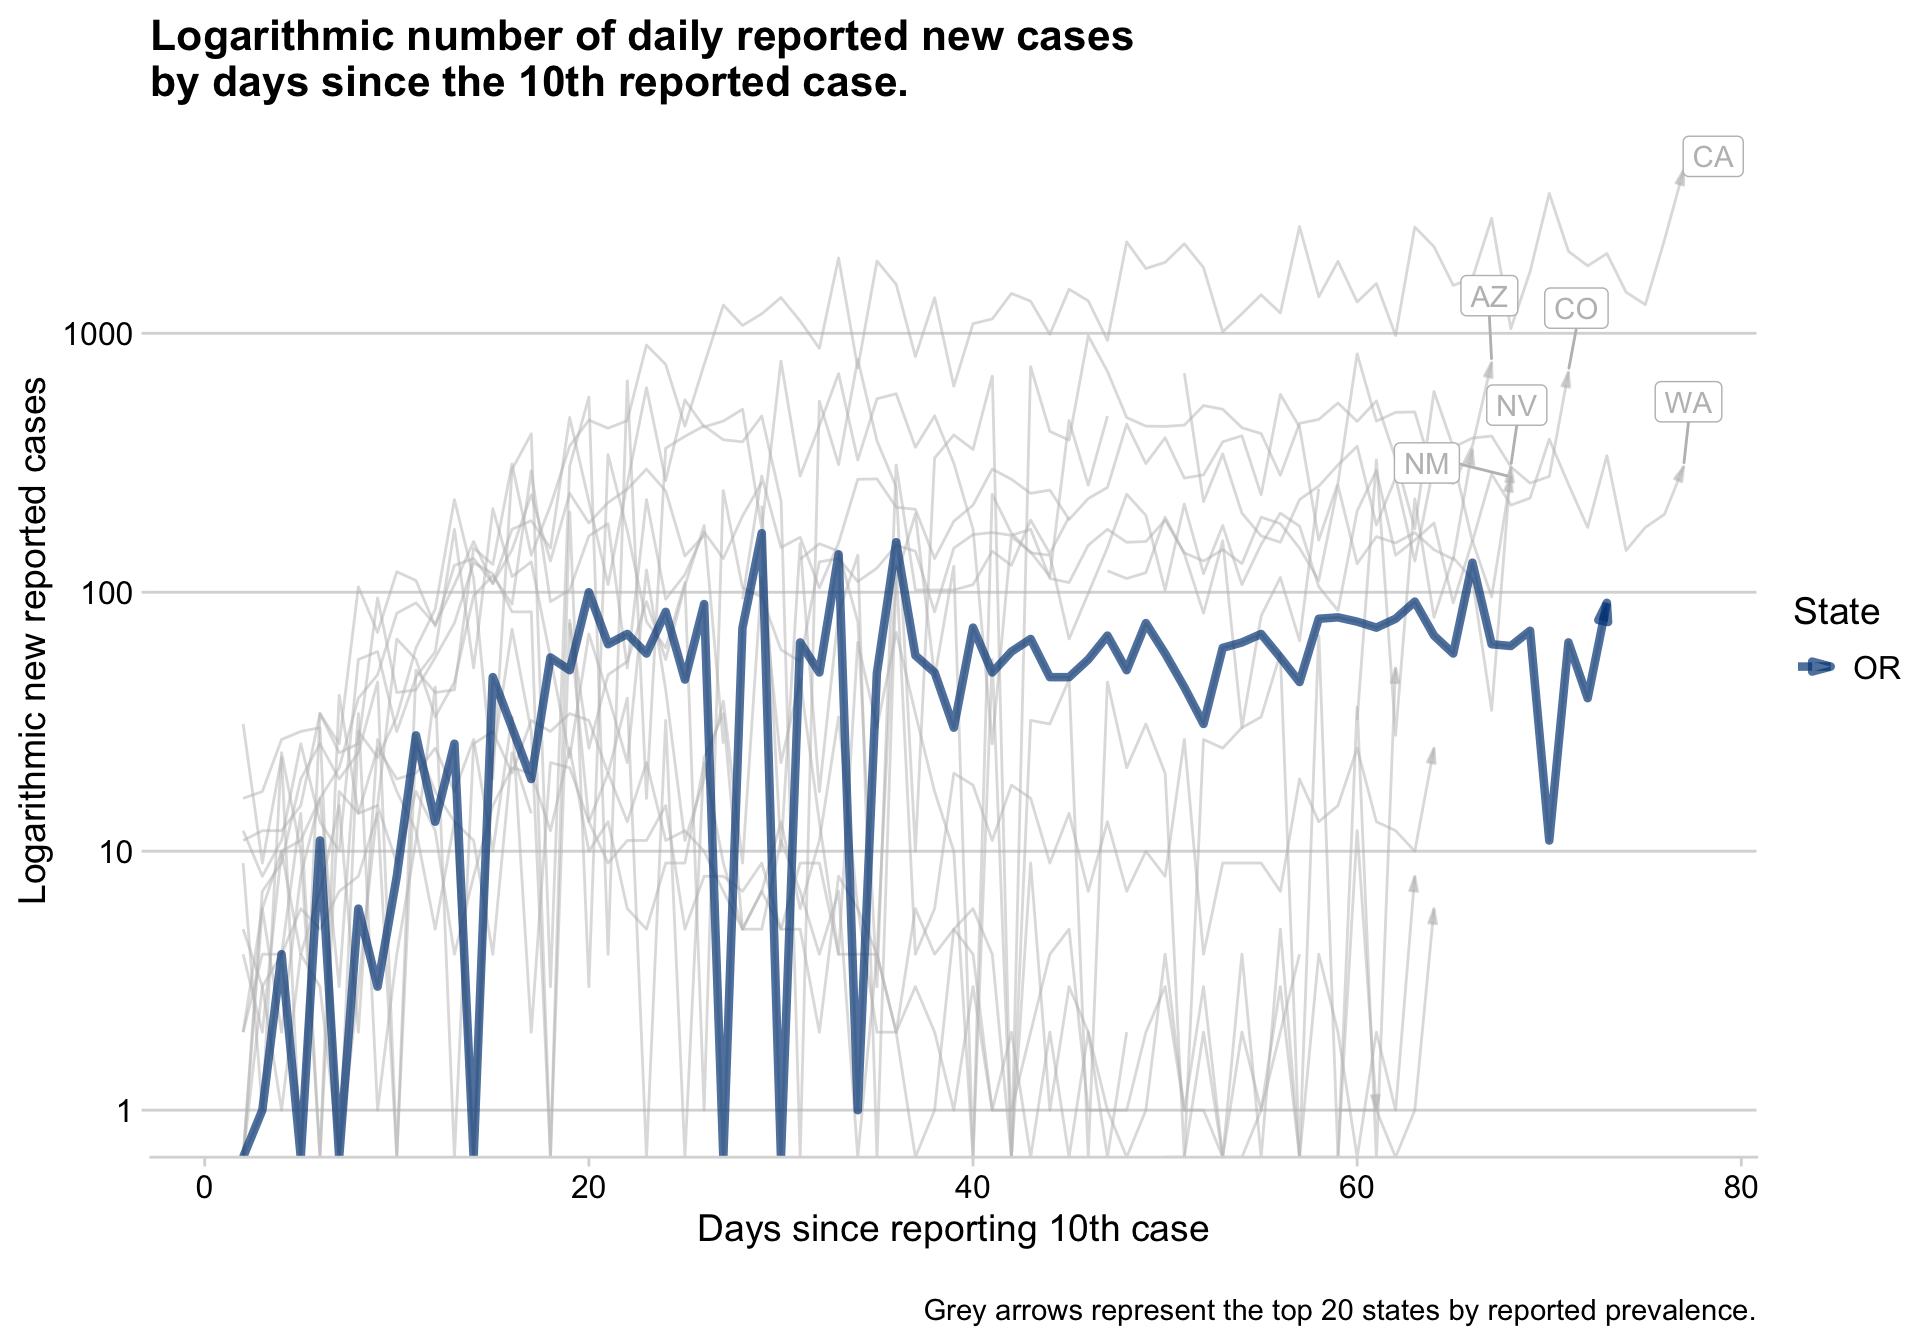 Logarithmic number of daily reported new cases
by days since the 10th reported case.
CA
AZ
CO
NV
WA
NM
1000
100
10
1
Logarithmic new reported cases
0
20
40
60
80
Days since reporting 10th case
State
OR
Grey arrows represent the top 20 states by reported prevalence.